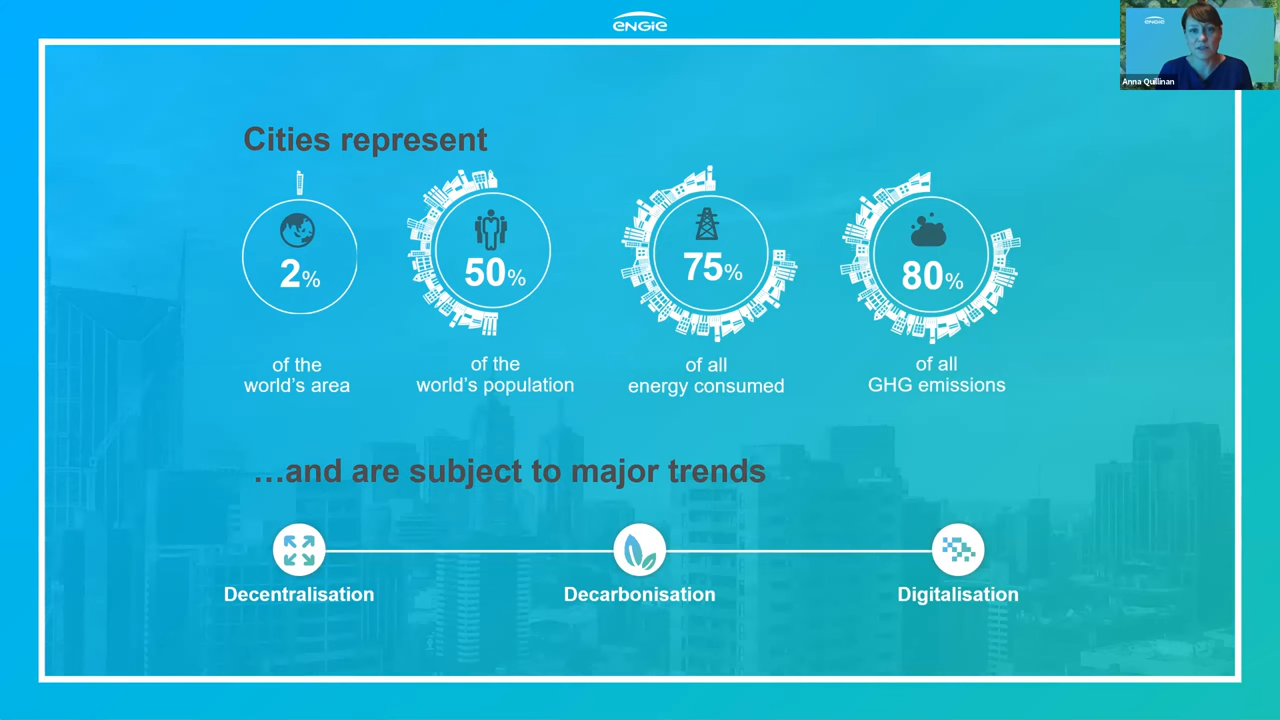 ENGIE
ENGIE
Anna Quillinan
Cities represent
2%
50%
75%
80%
of the
world's area
of the
world's population
of all
energy consumed
of all
GHG emissions
…and are subject to major trends
Decentralisation
Decarbonisation
Digitalisation